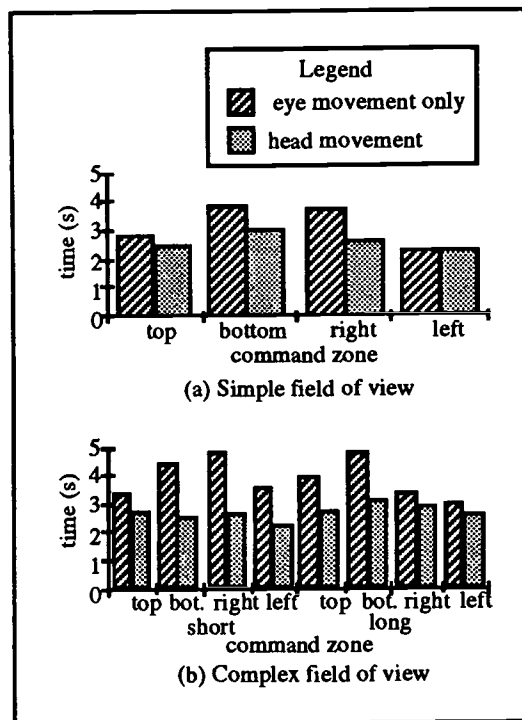 Legend
eye movement only
head movement
5
4
3
2
1
0
time (s)
top bottom right left
command zone
(a) Simple field of view
5
4
3
2
1
0
time (s)
top bot. right left top bot. right left
short long
command zone
(b) Complex field of view